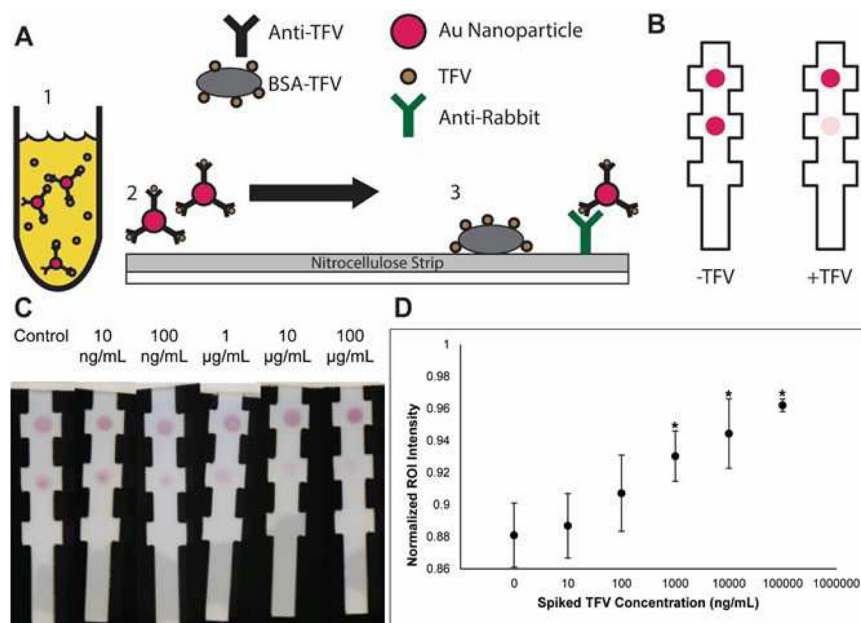 A
Anti-TFV
BSA-TFV
Au Nanoparticle
TFV
Anti-Rabbit
1
2
3
Nitrocellulose Strip
B
-TFV
+TFV
C
Control
10
ng/mL
100
ng/mL
1
µg/mL
10
µg/mL
100
µg/mL
D
1
0.98
0.96
0.94
0.92
0.9
0.88
0.86
Normalized ROI Intensity
*
*
*
0 10 100 1000 10000 100000 1000000
Spiked TFV Concentration (ng/mL)